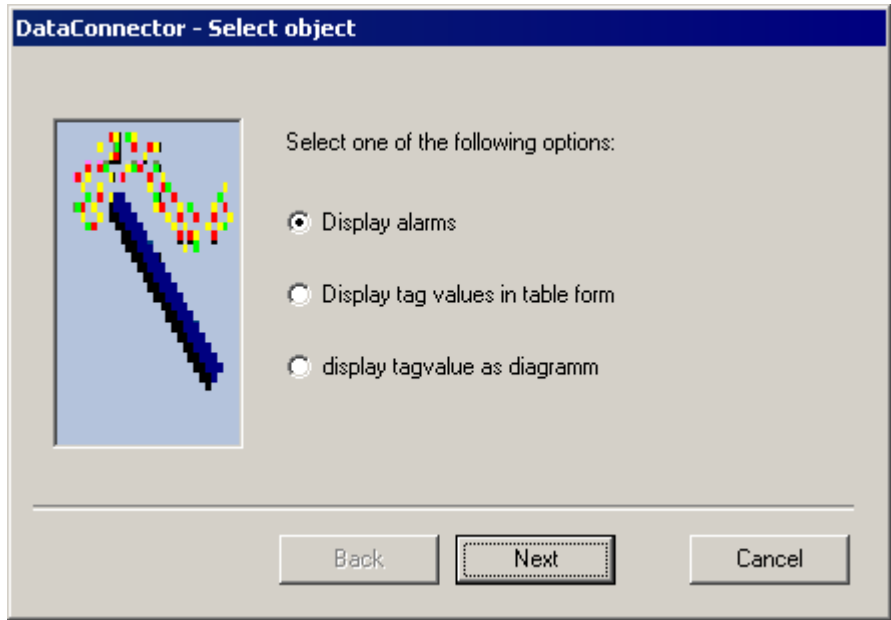 DataConnector - Select object
Select one of the following options:
Display alarms
Display tag values in table form
display tagvalue as diagramm
Back
Next
Cancel